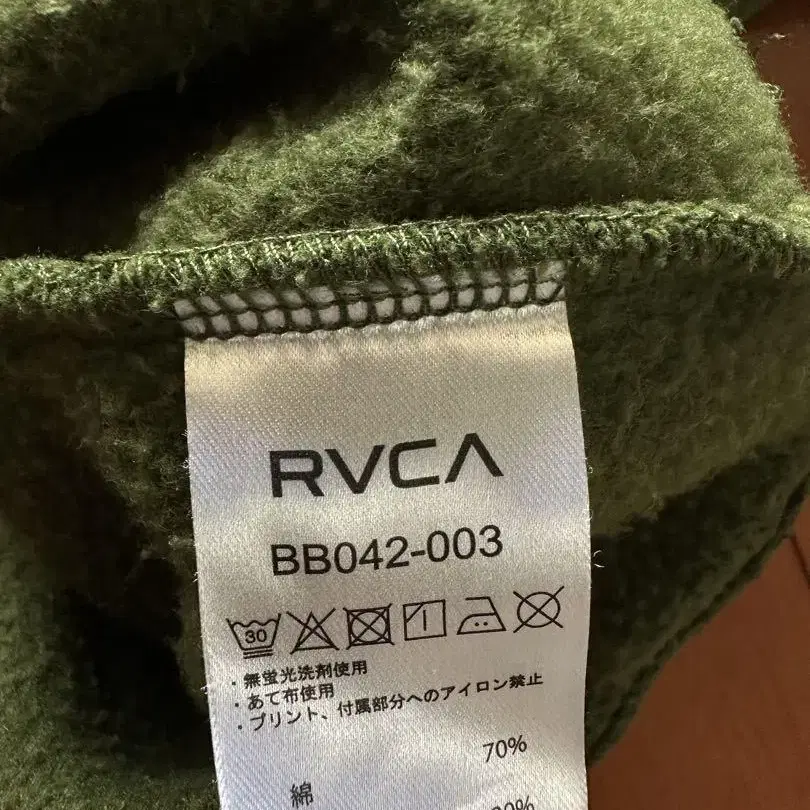 RVCA
BB042-003
30
・無蛍光洗剤使用
・あて布使用
・プリント、付属部分へのアイロン禁止
綿 70%